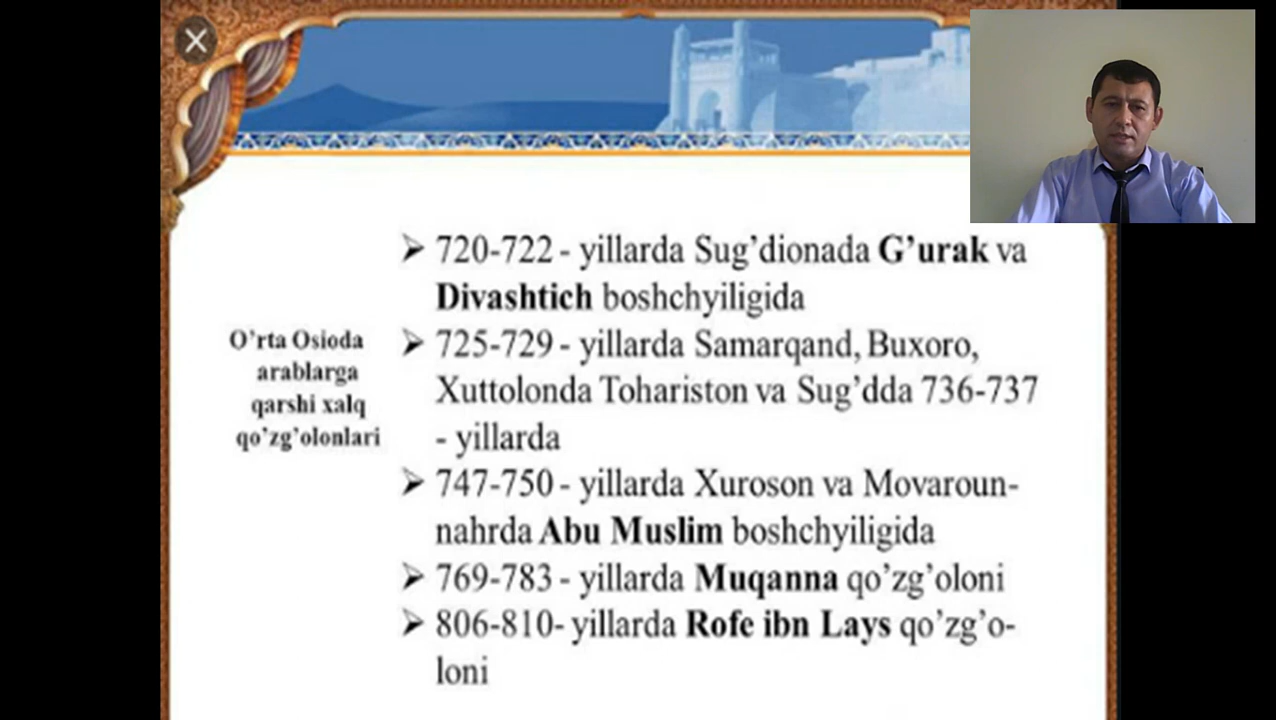 O’rta Osioda
arablarga
qarshi xalq
qo’zg’olonlari
➢ 720-722 - yillarda Sug’dionada G’urak va
Divashtich boshchyiligida
➢ 725-729 - yillarda Samarqand, Buxoro,
Xuttolonda Tohariston va Sug’dda 736-737
- yillarda
➢ 747-750 - yillarda Xuroson va Movaroun-
nahrda Abu Muslim boshchyiligida
➢ 769-783 - yillarda Muqanna qo’zg’oloni
➢ 806-810- yillarda Rofe ibn Lays qo’zg’o-
loni